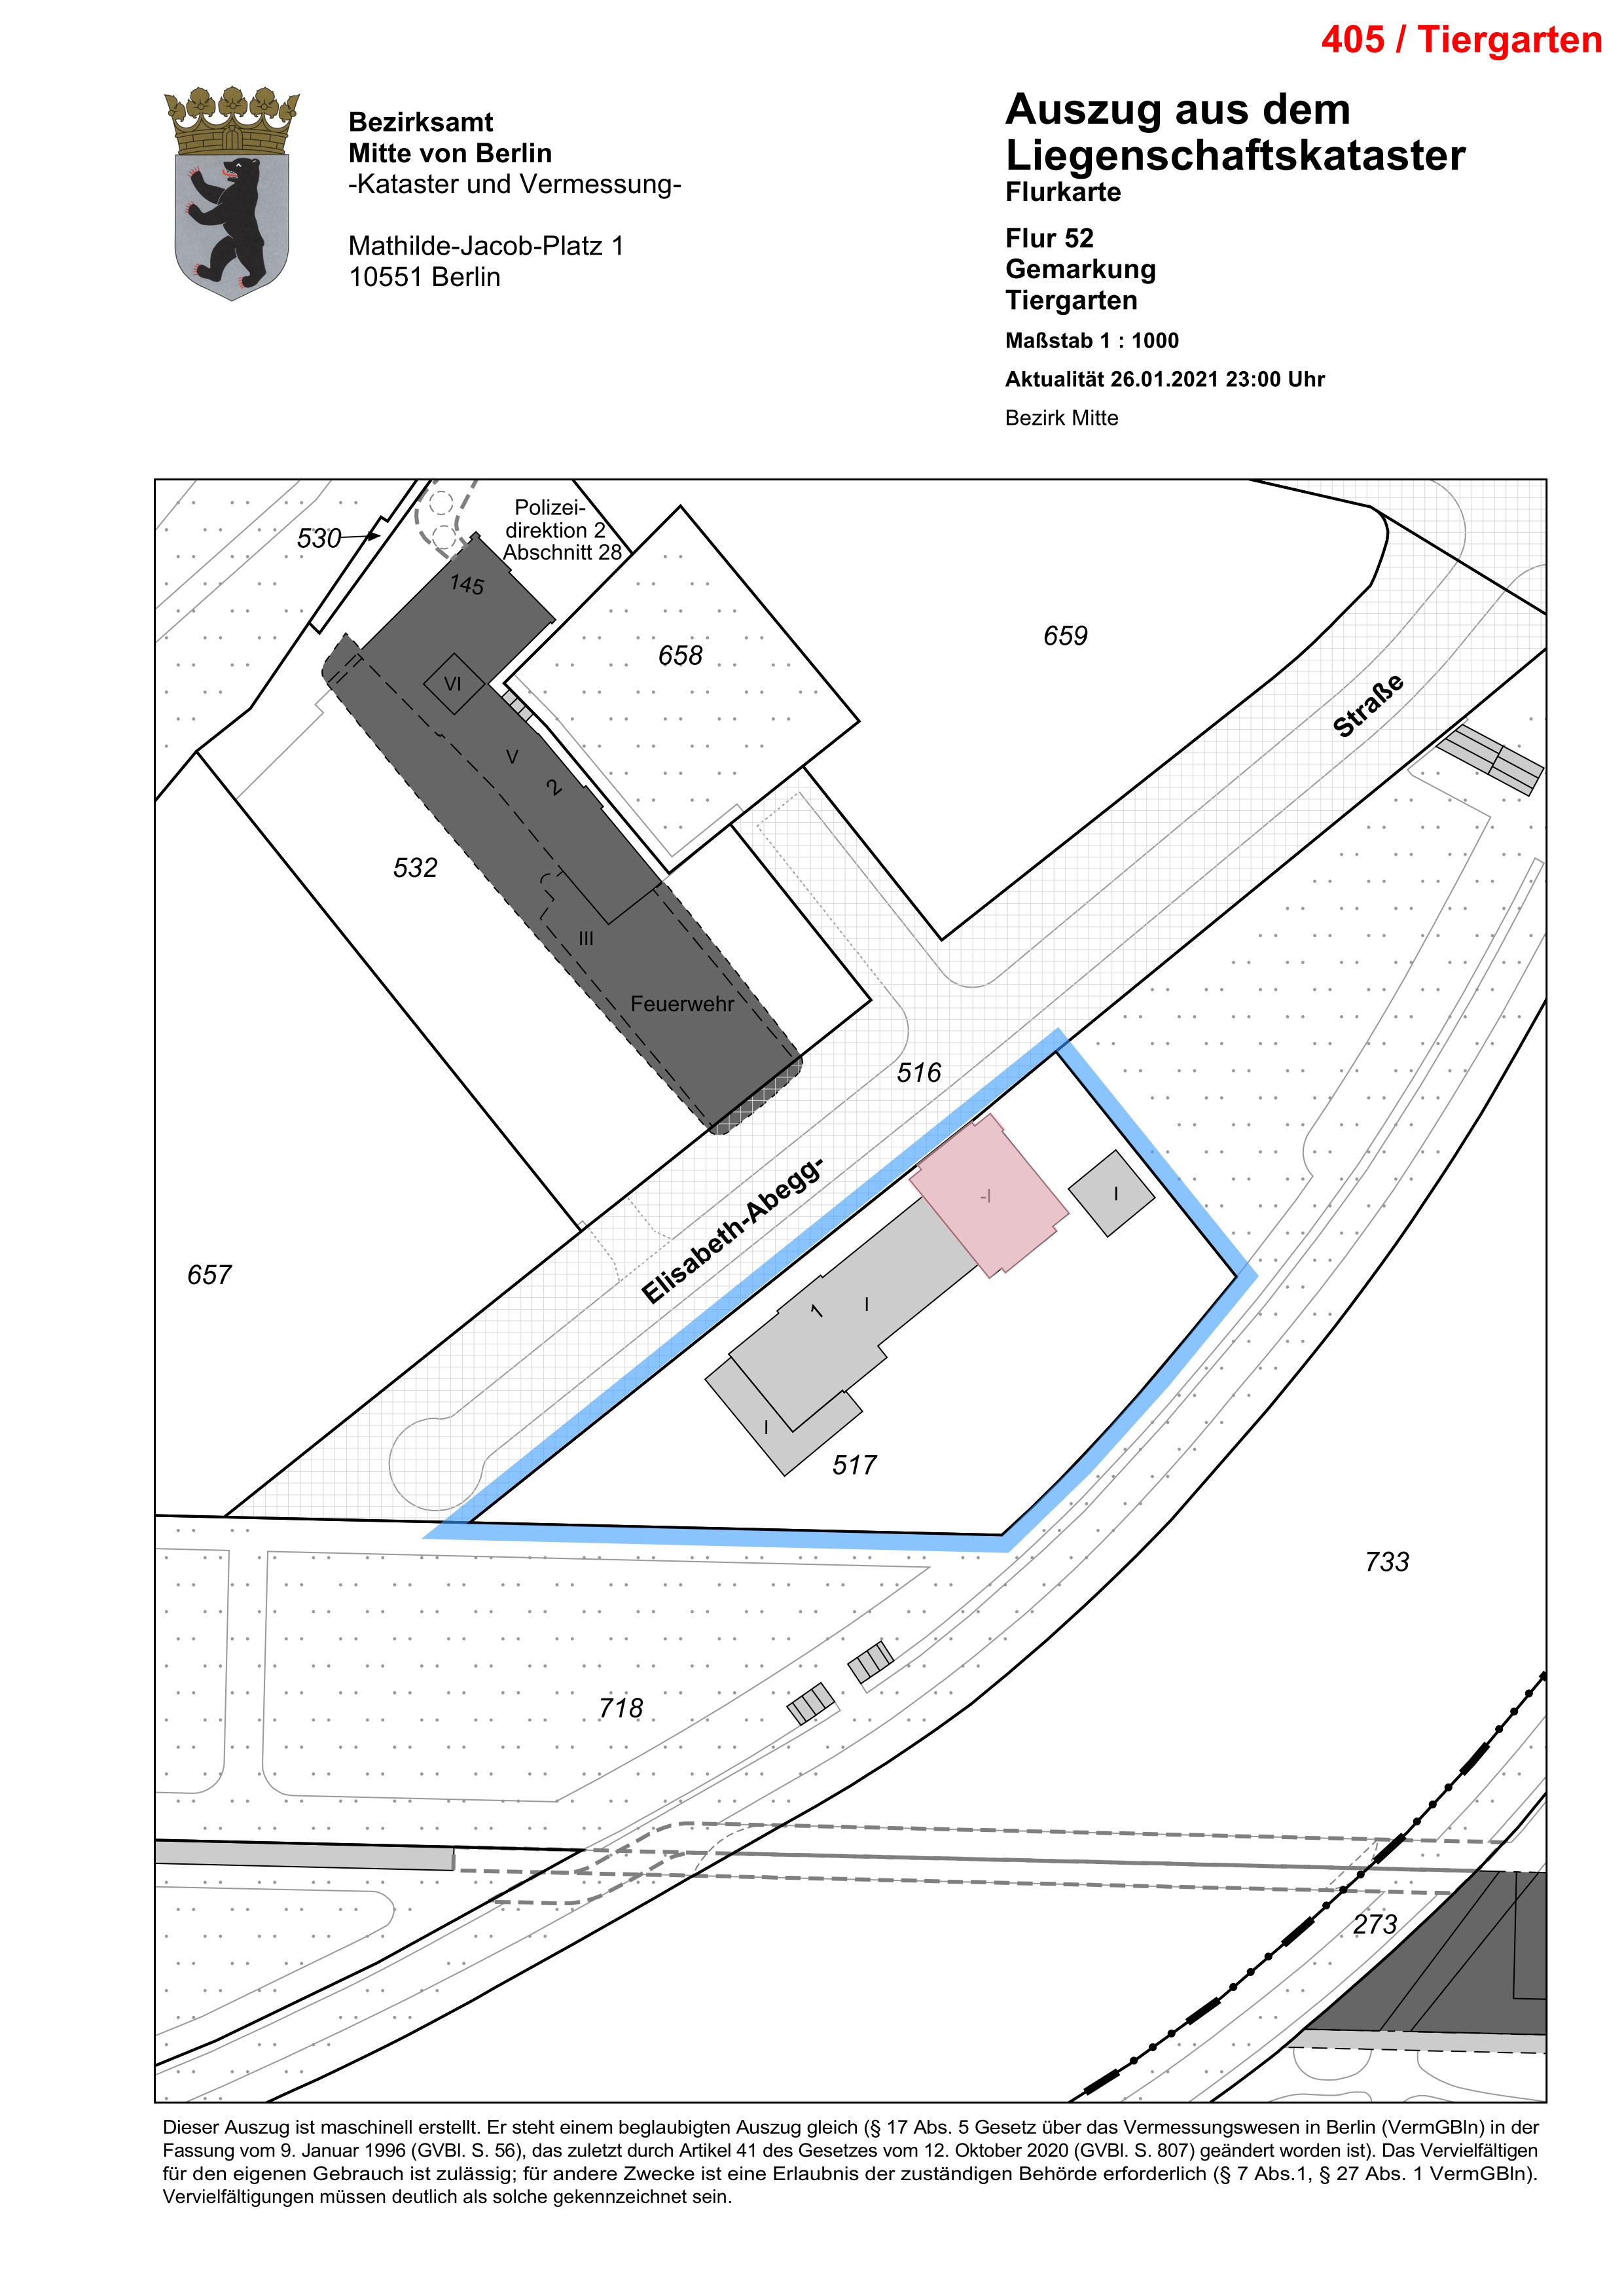 405 / Tiergarten
Bezirksamt
Mitte von Berlin
-Kataster und Vermessung-
Mathilde-Jacob-Platz 1
10551 Berlin
Auszug aus dem
Liegenschaftskataster
Flurkarte
Flur 52
Gemarkung
Tiergarten
Maßstab 1 : 1000
Aktualität 26.01.2021 23:00 Uhr
Bezirk Mitte
Polizei-
direktion 2
Abschnitt 28
530
145
658
659
VI
Straße
V
2
532
III
Feuerwehr
516
Elisabeth-Abegg-
-I
I
657
1
I
I
517
733
718
273
Dieser Auszug ist maschinell erstellt. Er steht einem beglaubigten Auszug gleich (§ 17 Abs. 5 Gesetz über das Vermessungswesen in Berlin (VermGBln) in der
Fassung vom 9. Januar 1996 (GVBl. S. 56), das zuletzt durch Artikel 41 des Gesetzes vom 12. Oktober 2020 (GVBl. S. 807) geändert worden ist). Das Vervielfältigen
für den eigenen Gebrauch ist zulässig; für andere Zwecke ist eine Erlaubnis der zuständigen Behörde erforderlich (§ 7 Abs.1, § 27 Abs. 1 VermGBln).
Vervielfältigungen müssen deutlich als solche gekennzeichnet sein.